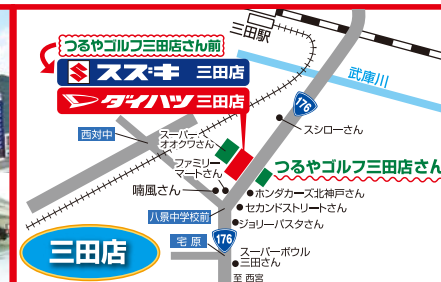 三田駅
つるやゴルフ三田店さん前
スズキ 三田店
ダイハツ 三田店
武庫川
176
スシローさん
西対中
スーパー
オオクワさん
ファミリー
マートさん
つるやゴルフ三田店さん
喃風さん
ホンダカーズ北神戸さん
八景中学校前
セカンドストリートさん
ジョリーパスタさん
三田店
宅原
176
スーパーボウル
三田さん
至 西宮